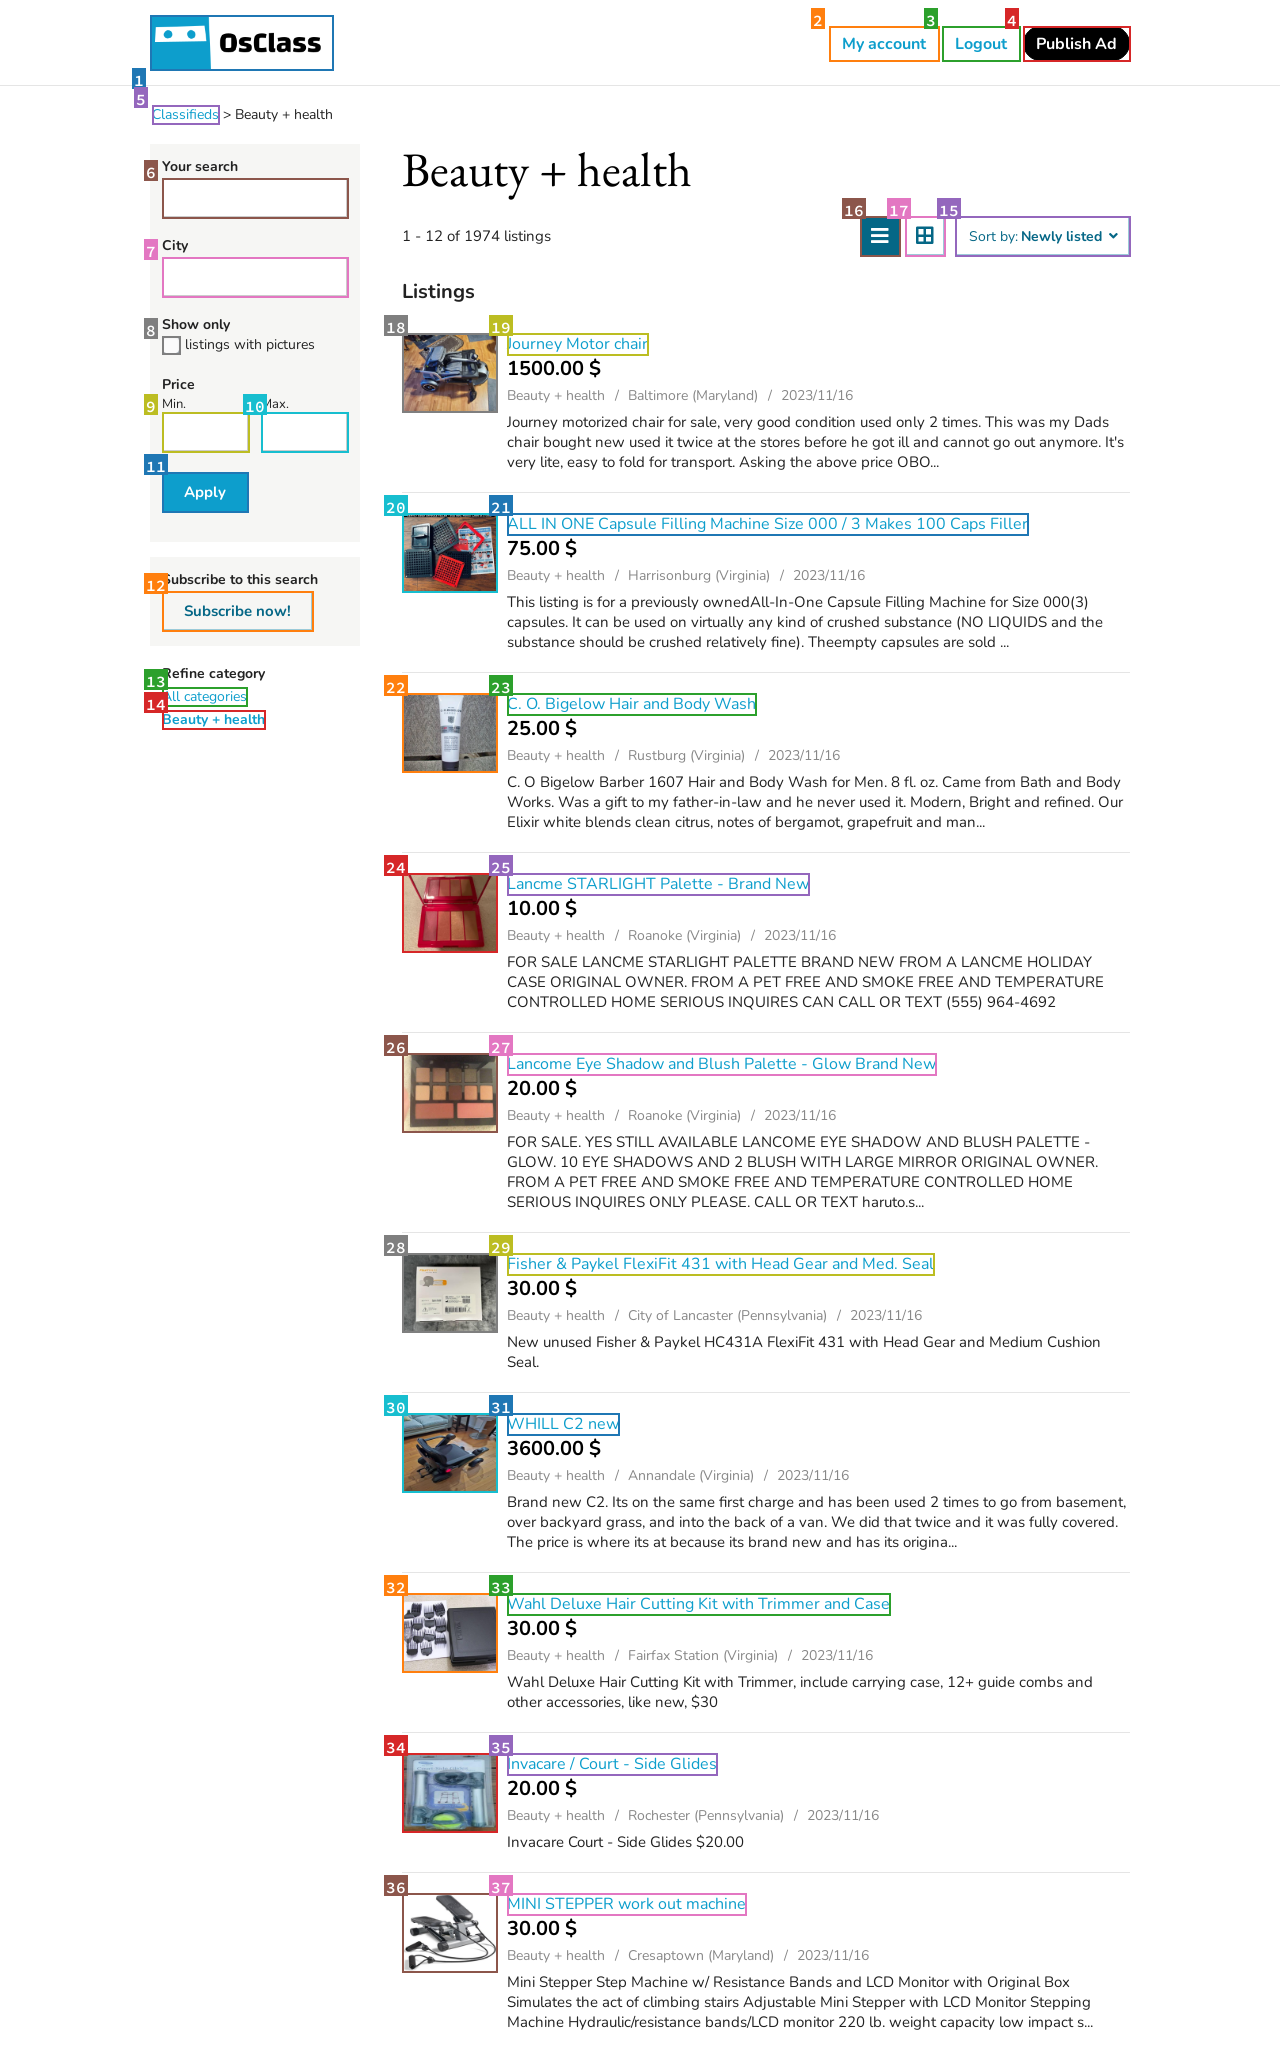 OsClass
1
2
My account
3
Logout
4
Publish Ad
5
Classifieds > Beauty + health
6
Your search
7
City
8
Show only
listings with pictures
Price
9
Min.
10
Max.
11
Apply
12
Subscribe to this search
Subscribe now!
Refine category
13
All categories
14
Beauty + health
Beauty + health
1 - 12 of 1974 listings
16
17
15
Sort by: Newly listed
Listings
18
19
Journey Motor chair
1500.00 $
Beauty + health / Baltimore (Maryland) / 2023/11/16
Journey motorized chair for sale, very good condition used only 2 times. This was my Dads
chair bought new used it twice at the stores before he got ill and cannot go out anymore. It's
very lite, easy to fold for transport. Asking the above price OBO...
20
21
ALL IN ONE Capsule Filling Machine Size 000 / 3 Makes 100 Caps Filler
75.00 $
Beauty + health / Harrisonburg (Virginia) / 2023/11/16
This listing is for a previously ownedAll-In-One Capsule Filling Machine for Size 000(3)
capsules. It can be used on virtually any kind of crushed substance (NO LIQUIDS and the
substance should be crushed relatively fine). Theempty capsules are sold ...
22
23
C. O. Bigelow Hair and Body Wash
25.00 $
Beauty + health / Rustburg (Virginia) / 2023/11/16
C. O Bigelow Barber 1607 Hair and Body Wash for Men. 8 fl. oz. Came from Bath and Body
Works. Was a gift to my father-in-law and he never used it. Modern, Bright and refined. Our
Elixir white blends clean citrus, notes of bergamot, grapefruit and man...
24
25
Lancme STARLIGHT Palette - Brand New
10.00 $
Beauty + health / Roanoke (Virginia) / 2023/11/16
FOR SALE LANCME STARLIGHT PALETTE BRAND NEW FROM A LANCME HOLIDAY
CASE ORIGINAL OWNER. FROM A PET FREE AND SMOKE FREE AND TEMPERATURE
CONTROLLED HOME SERIOUS INQUIRES CAN CALL OR TEXT (555) 964-4692
26
27
Lancome Eye Shadow and Blush Palette - Glow Brand New
20.00 $
Beauty + health / Roanoke (Virginia) / 2023/11/16
FOR SALE. YES STILL AVAILABLE LANCOME EYE SHADOW AND BLUSH PALETTE -
GLOW. 10 EYE SHADOWS AND 2 BLUSH WITH LARGE MIRROR ORIGINAL OWNER.
FROM A PET FREE AND SMOKE FREE AND TEMPERATURE CONTROLLED HOME
SERIOUS INQUIRES ONLY PLEASE. CALL OR TEXT haruto.s...
28
29
Fisher & Paykel FlexiFit 431 with Head Gear and Med. Seal
30.00 $
Beauty + health / City of Lancaster (Pennsylvania) / 2023/11/16
New unused Fisher & Paykel HC431A FlexiFit 431 with Head Gear and Medium Cushion
Seal.
30
31
WHILL C2 new
3600.00 $
Beauty + health / Annandale (Virginia) / 2023/11/16
Brand new C2. Its on the same first charge and has been used 2 times to go from basement,
over backyard grass, and into the back of a van. We did that twice and it was fully covered.
The price is where its at because its brand new and has its origina...
32
33
Wahl Deluxe Hair Cutting Kit with Trimmer and Case
30.00 $
Beauty + health / Fairfax Station (Virginia) / 2023/11/16
Wahl Deluxe Hair Cutting Kit with Trimmer, include carrying case, 12+ guide combs and
other accessories, like new, $30
34
35
Invacare / Court - Side Glides
20.00 $
Beauty + health / Rochester (Pennsylvania) / 2023/11/16
Invacare Court - Side Glides $20.00
36
37
MINI STEPPER work out machine
30.00 $
Beauty + health / Cresaptown (Maryland) / 2023/11/16
Mini Stepper Step Machine w/ Resistance Bands and LCD Monitor with Original Box
Simulates the act of climbing stairs Adjustable Mini Stepper with LCD Monitor Stepping
Machine Hydraulic/resistance bands/LCD monitor 220 lb. weight capacity low impact s...